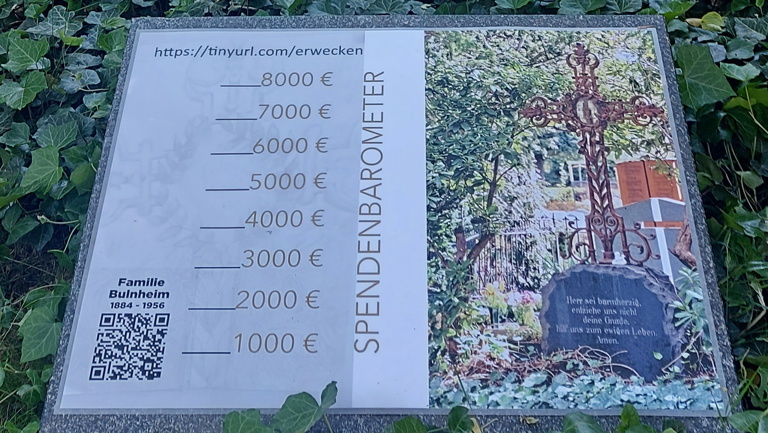 https://tinyurl.com/erwecken
8000 €
7000 €
6000 €
5000 €
4000 €
3000 €
2000 €
1000 €
SPENDENBAROMETER
Familie
Bulnheim
1884 - 1956
Herr sei barmherzig,
entziehe uns nicht
deine Gnade,
hilf uns zum ewigen Leben.
Amen.